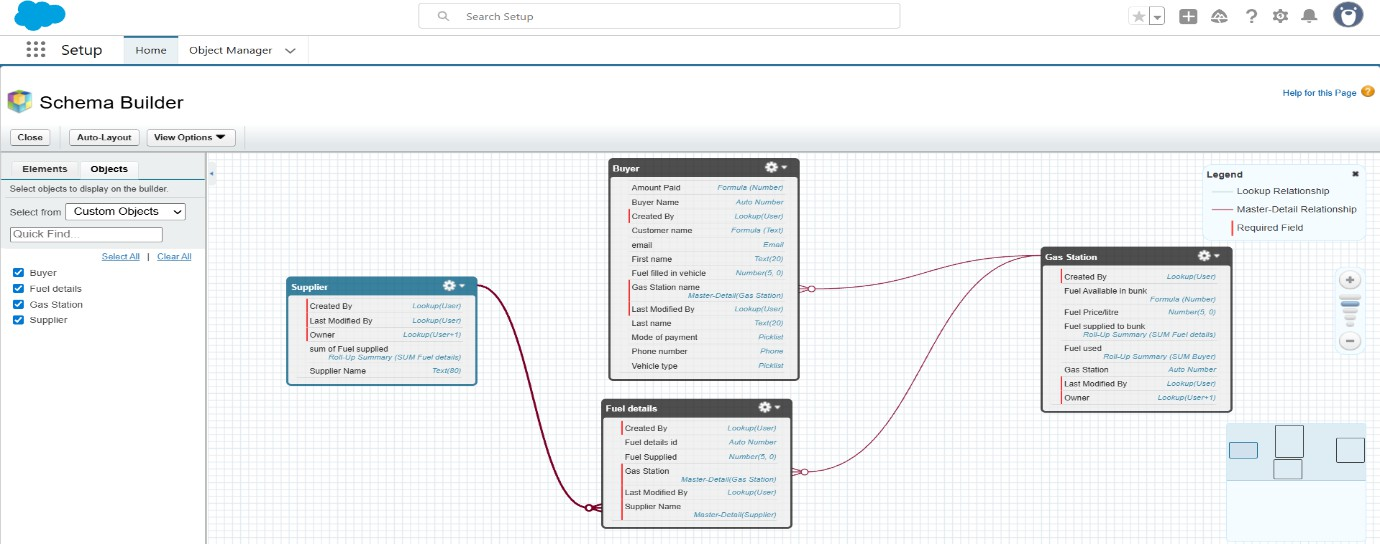 Search Setup
Setup Home Object Manager
Schema Builder
Help for this Page ?
Close Auto-Layout View Options
Elements Objects
Select objects to display on the builder.
Select from Custom Objects
Quick Find...
Select All | Clear All
Buyer
Fuel details
Gas Station
Supplier
Supplier
Created By Lookup(User)
Last Modified By Lookup(User)
Owner Lookup(User+1)
sum of Fuel supplied
Roll-Up Summary (SUM Fuel details)
Supplier Name Text(80)
Buyer
Amount Paid Formula (Number)
Buyer Name Auto Number
Created By Lookup(User)
Customer name Formula (Text)
email Email
First name Text(20)
Fuel filled in vehicle Number(5, 0)
Gas Station name
Master-Detail(Gas Station)
Last Modified By Lookup(User)
Last name Text(20)
Mode of payment Picklist
Phone number Phone
Vehicle type Picklist
Fuel details
Created By Lookup(User)
Fuel details id Auto Number
Fuel Supplied Number(5, 0)
Gas Station
Master-Detail(Gas Station)
Last Modified By Lookup(User)
Supplier Name
Master-Detail(Supplier)
Legend
Lookup Relationship
Master-Detail Relationship
Required Field
Gas Station
Created By Lookup(User)
Fuel Available in bunk
Formula (Number)
Fuel Price/litre Number(5, 0)
Fuel supplied to bunk
Roll-Up Summary (SUM Fuel details)
Fuel used
Roll-Up Summary (SUM Buyer)
Gas Station Auto Number
Last Modified By Lookup(User)
Owner Lookup(User+1)